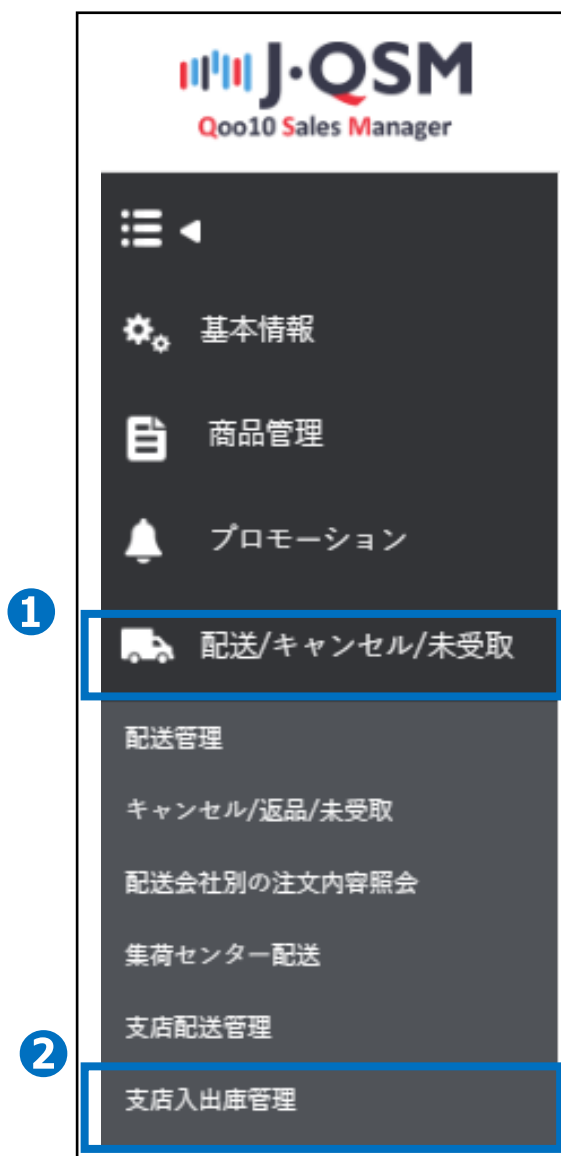 J・QSM
Qoo10 Sales Manager
基本情報
商品管理
プロモーション
1
配送/キャンセル/未受取
配送管理
キャンセル/返品/未受取
配送会社別の注文内容照会
集荷センター配送
支店配送管理
2
支店入出庫管理